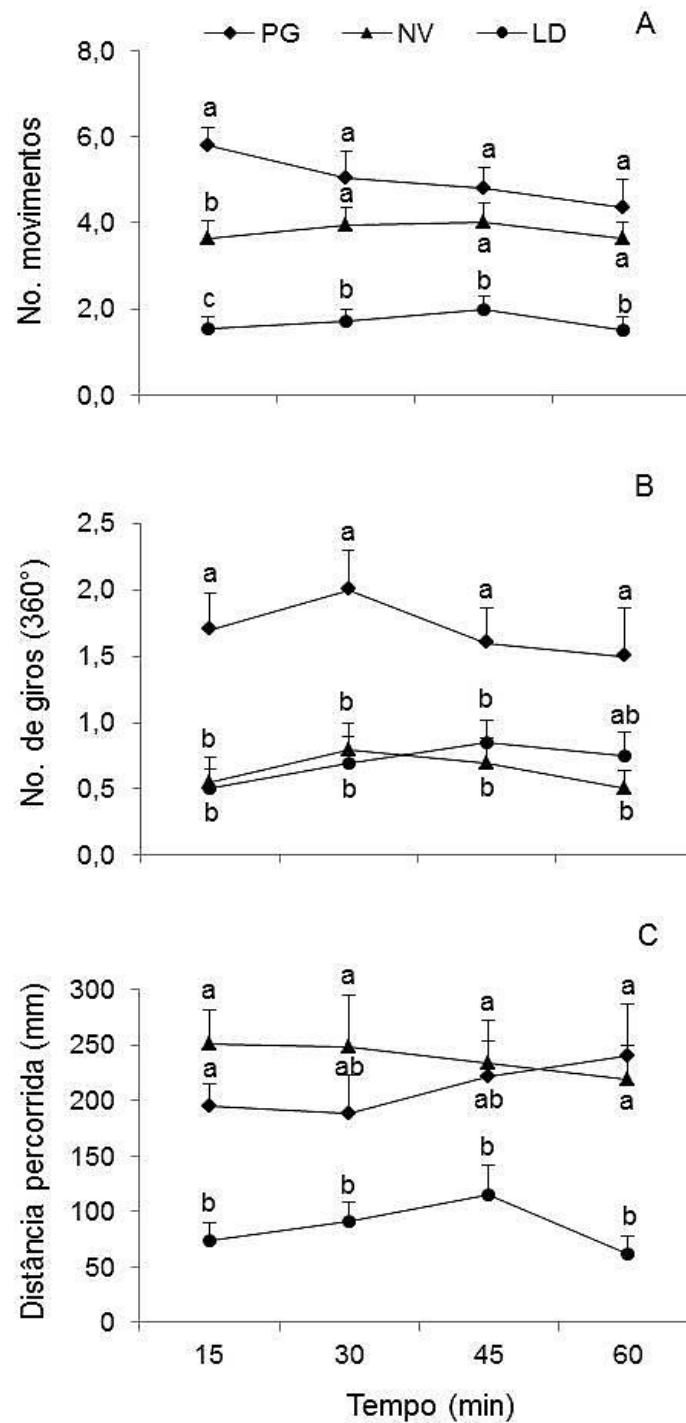 PG NV LD A
8,0
a
a
a
a
6,0
b
a
4,0
a
a
c
b
b
b
2,0
0,0
No. movimentos
B
2,5
a
a
a
a
2,0
1,5
b
b
b
ab
1,0
0,5
b
b
b
b
0,0
No. de giros (360°)
C
300
a
a
a
a
250
a
ab
200
ab
a
150
b
b
b
b
100
50
0
Distância percorrida (mm)
15 30 45 60
Tempo (min)